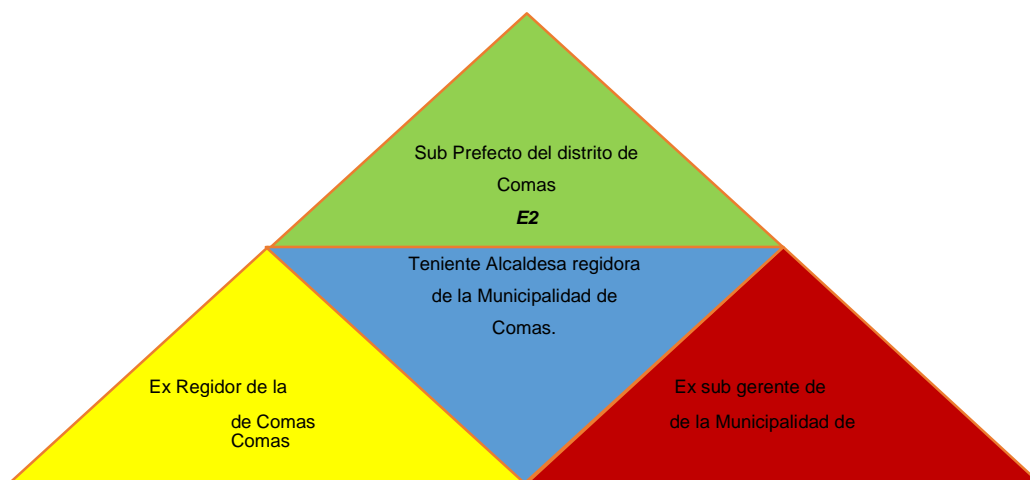 Sub Prefecto del distrito de
Comas
E2
Teniente Alcaldesa regidora
de la Municipalidad de
Comas.
Ex Regidor de la
de Comas
Comas
Ex sub gerente de
de la Municipalidad de